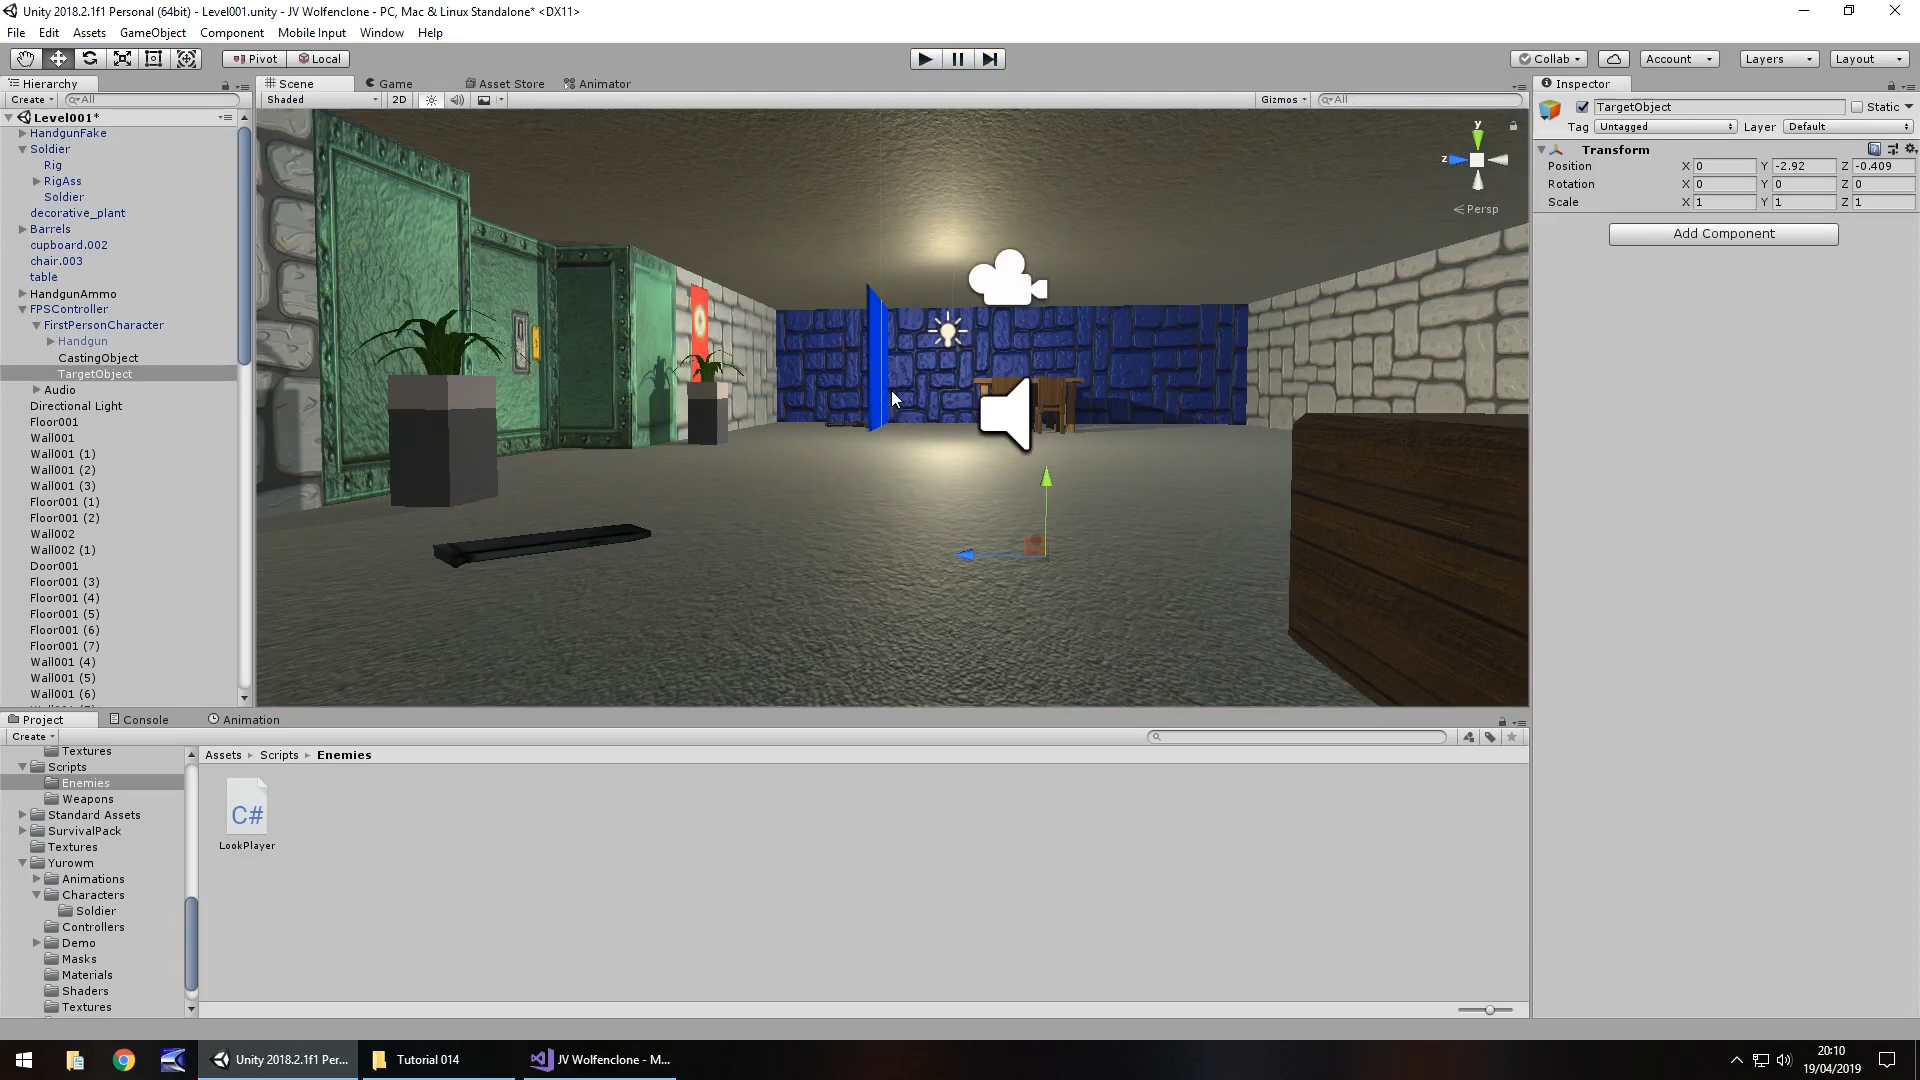 Unity 2018.2.1f1 Personal (64bit) - Level001.unity - JV Wolfenclone - PC, Mac & Linux Standalone* <DX11>
File Edit Assets GameObject Component Mobile Input Window Help
Pivot Local Collab Account Layers Layout
Hierarchy Scene Game Asset Store Animator Inspector
Create All Shaded 2D Gizmos All TargetObject Static
Level001* Tag Untagged Layer Default
HandgunFake
Soldier Transform
Rig Position X 0 Y -2.92 Z -0.409
RigAss Rotation X 0 Y 0 Z 0
Soldier Scale X 1 Y 1 Z 1
y
z
Persp
Add Component
decorative_plant
Barrels
cupboard.002
chair.003
table
HandgunAmmo
FPSController
FirstPersonCharacter
Handgun
CastingObject
TargetObject
Audio
Directional Light
Floor001
Wall001
Wall001 (1)
Wall001 (2)
Wall001 (3)
Floor001 (1)
Floor001 (2)
Wall002
Wall002 (1)
Door001
Floor001 (3)
Floor001 (4)
Floor001 (5)
Floor001 (6)
Floor001 (7)
Wall001 (4)
Wall001 (5)
Wall001 (6)
Project Console Animation
Create
Textures Assets Scripts Enemies
Scripts
Enemies
Weapons
Standard Assets
SurvivalPack
Textures
Yurowm
Animations
Characters
Soldier
Controllers
Demo
Masks
Materials
Shaders
Textures
C#
LookPlayer
Unity 2018.2.1f1 Per... Tutorial 014 JV Wolfenclone - M...
20:10
19/04/2019